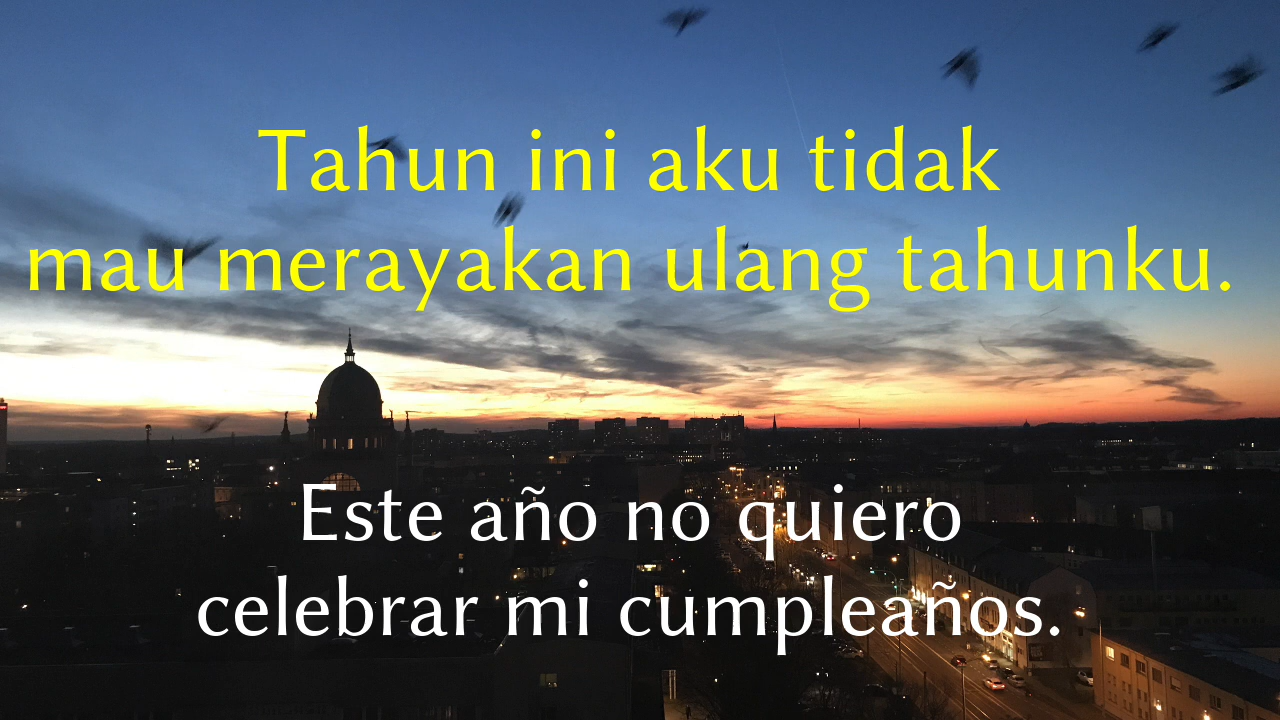 Tahun ini aku tidak
mau merayakan ulang tahunku.
Este año no quiero
celebrar mi cumpleaños.